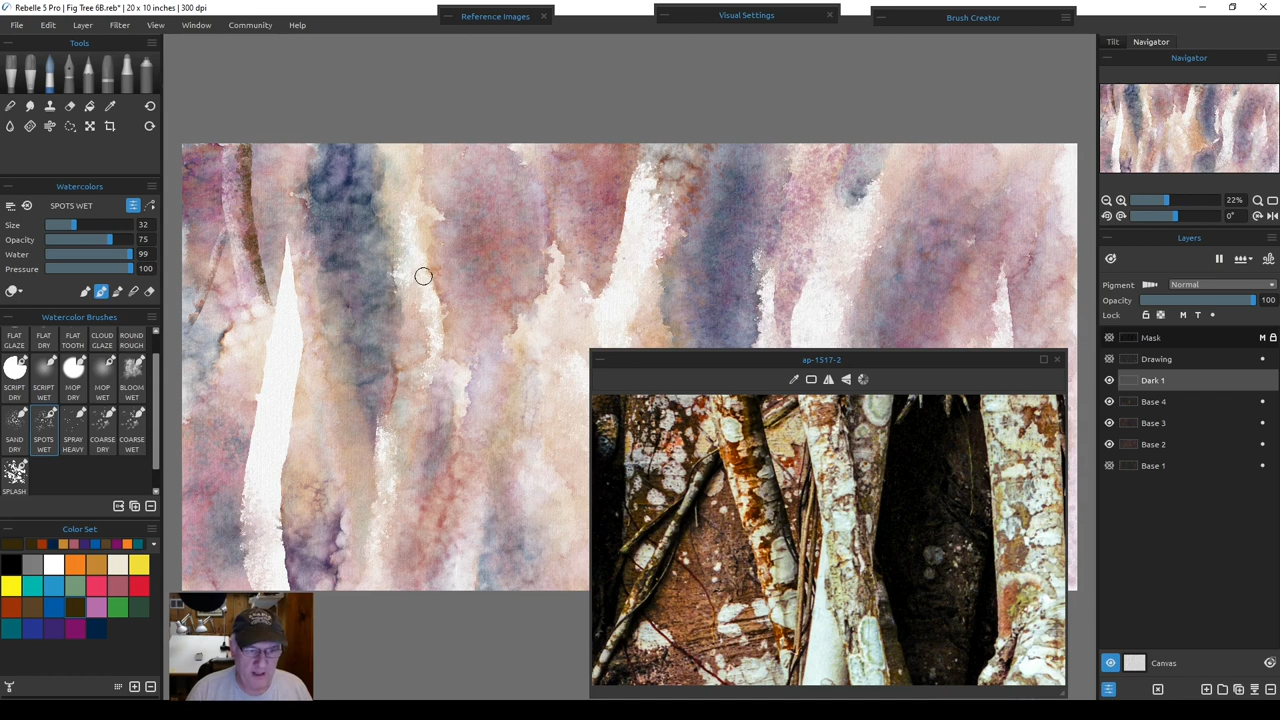 Rebelle 5 Pro | Fig Tree 6B.reb* | 20 x 10 inches | 300 dpi
File Edit Layer Filter View Window Community Help
Reference Images
Visual Settings
Brush Creator
Tools
Tilt Navigator
Navigator
22%
0°
Watercolors
SPOTS WET
Size 32
Opacity 75
Water 99
Pressure 100
Watercolor Brushes
FLAT GLAZE
FLAT DRY
FLAT TOOTH
CLOUD GLAZE
ROUND ROUGH
SCRIPT DRY
SCRIPT WET
MOP DRY
MOP WET
BLOOM WET
SAND DRY
SPOTS WET
SPRAY HEAVY
COARSE DRY
COARSE WET
SPLASH
Color Set
ap-1517-2
Layers
Pigment Normal
Opacity 100
Lock M T
Mask M
Drawing
Dark 1
Base 4
Base 3
Base 2
Base 1
Canvas